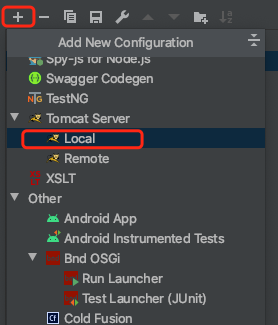 Add New Configuration
Spy-js for Node.js
Swagger Codegen
TestNG
Tomcat Server
Local
Remote
XSLT
Other
Android App
Android Instrumented Tests
Bnd OSGi
Run Launcher
Test Launcher (JUnit)
Cold Fusion